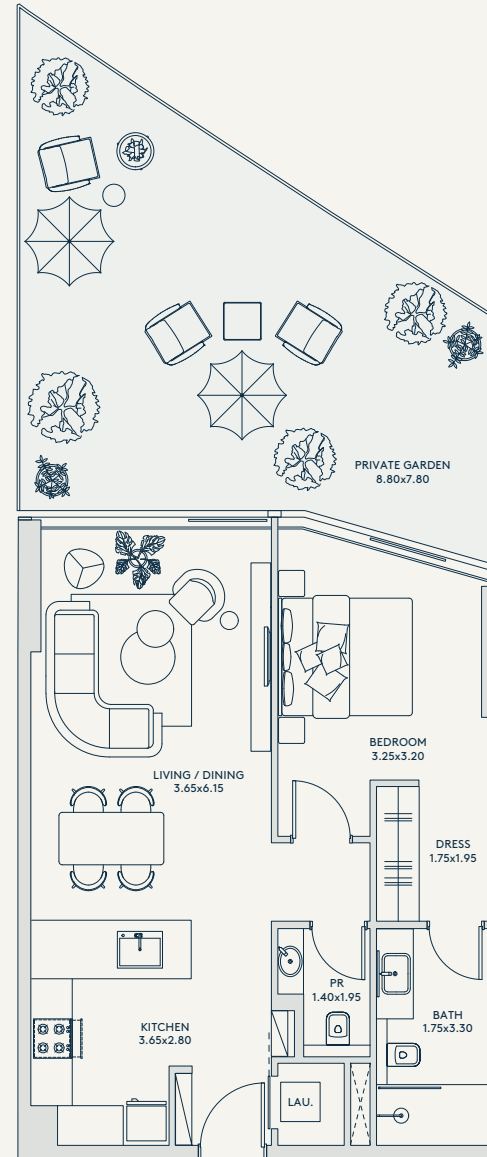 PRIVATE GARDEN
8.80x7.80
BEDROOM
3.25x3.20
LIVING / DINING
3.65x6.15
DRESS
1.75x1.95
PR
1.40x1.95
BATH
1.75x3.30
KITCHEN
3.65x2.80
LAU.